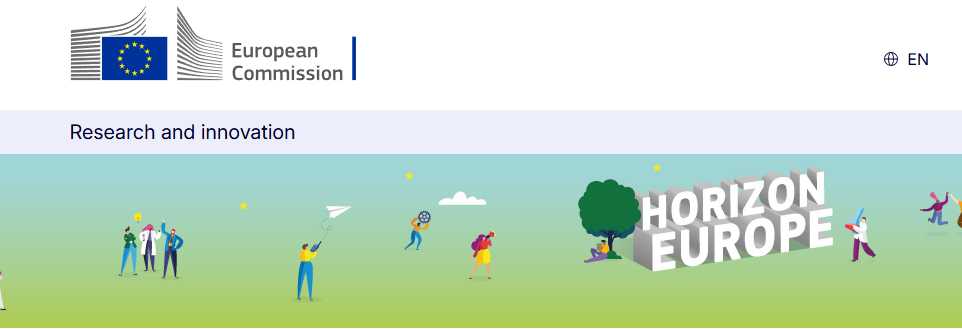 European
Commission
EN
Research and innovation
HORIZON
EUROPE